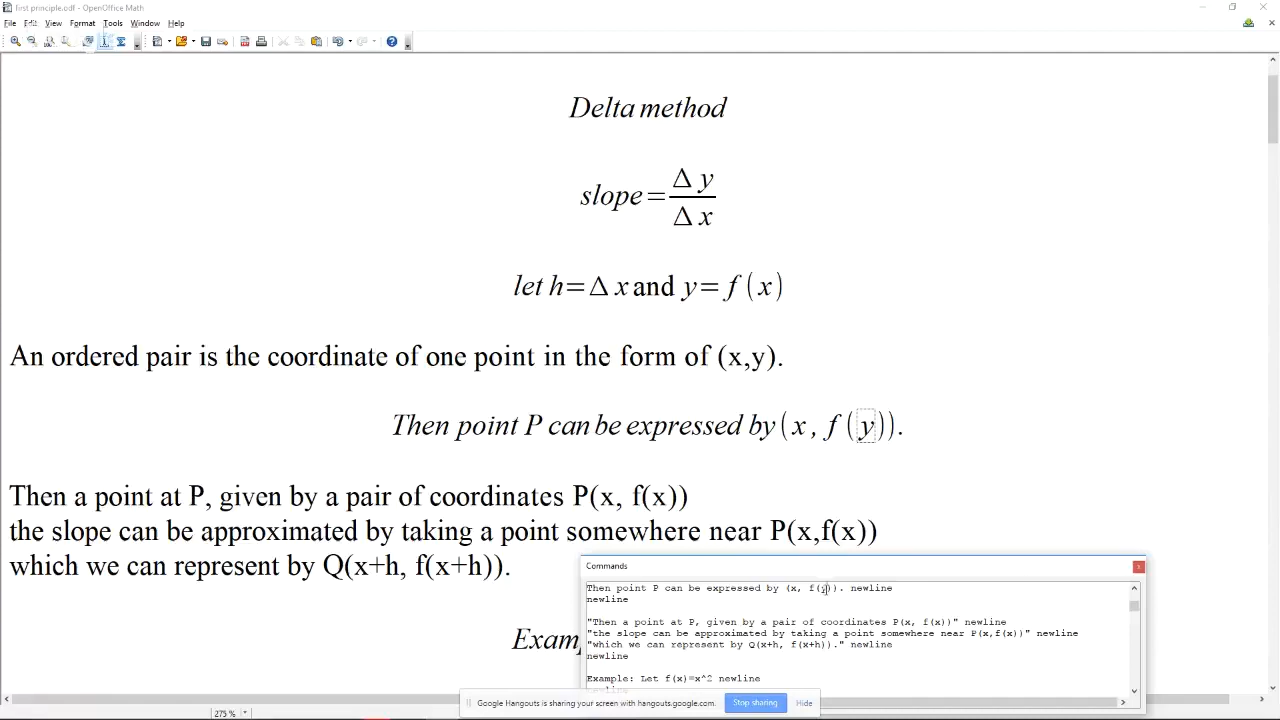 first principle.odf - OpenOffice Math
File Edit View Format Tools Window Help
Delta method
slope=Δ y/Δ x
let h=Δ x and y= f (x)
An ordered pair is the coordinate of one point in the form of (x,y).
Then point P can be expressed by(x , f (y)).
Then a point at P, given by a pair of coordinates P(x, f(x))
the slope can be approximated by taking a point somewhere near P(x,f(x))
which we can represent by Q(x+h, f(x+h)).
Commands
Then point P can be expressed by (x, f(y)). newline
newline
"Then a point at P, given by a pair of coordinates P(x, f(x))" newline
"the slope can be approximated by taking a point somewhere near P(x,f(x))" newline
"which we can represent by Q(x+h, f(x+h))." newline
newline
Example: Let f(x)=x^2 newline
Google Hangouts is sharing your screen with hangouts.google.com.
Stop sharing
Hide
275 %